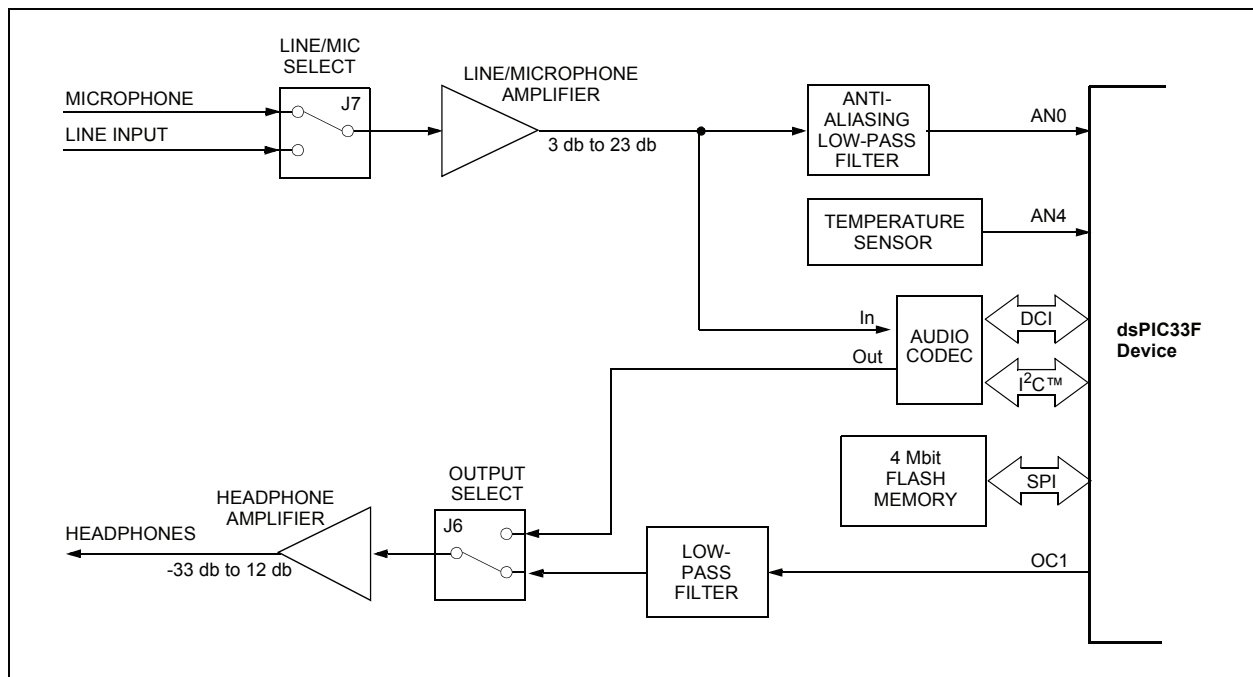 LINE/MIC
SELECT
J7
MICROPHONE
LINE INPUT
LINE/MICROPHONE
AMPLIFIER
3 db to 23 db
ANTI-
ALIASING
LOW-PASS
FILTER
AN0
TEMPERATURE
SENSOR
AN4
In
Out
AUDIO
CODEC
DCI
I²C™
dsPIC33F
Device
4 Mbit
FLASH
MEMORY
SPI
OUTPUT
SELECT
J6
HEADPHONE
AMPLIFIER
HEADPHONES
-33 db to 12 db
LOW-
PASS
FILTER
OC1